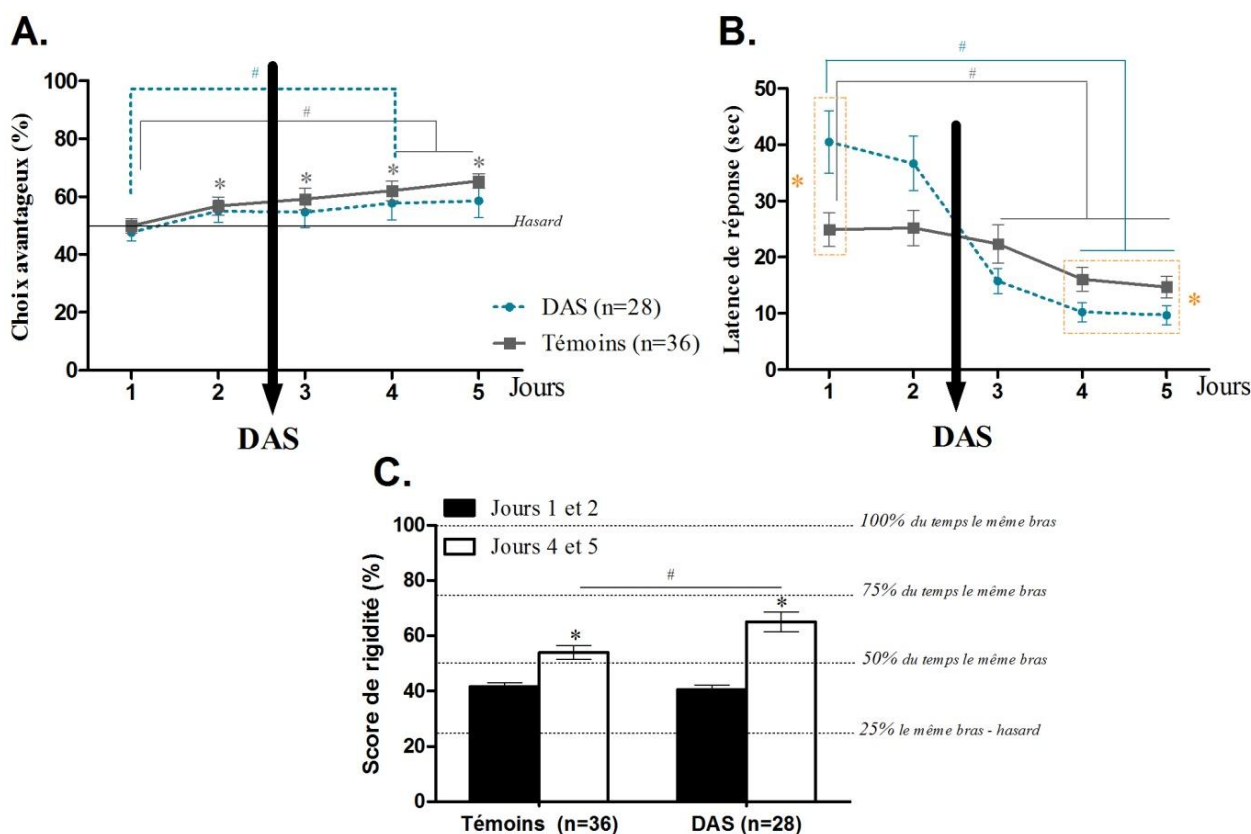 A.
#
#
100
80
60
40
20
0
Choix avantageux (%)
*
*
*
*
Hasard
DAS (n=28)
Témoins (n=36)
1
2
3
4
5
Jours
DAS
B.
#
#
50
40
30
20
10
0
Latence de réponse (sec)
*
*
1
2
3
4
5
Jours
DAS
C.
Jours 1 et 2
Jours 4 et 5
100
80
60
40
20
0
Score de rigidité (%)
#
*
*
100% du temps le même bras
75% du temps le même bras
50% du temps le même bras
25% le même bras - hasard
Témoins (n=36)
DAS (n=28)